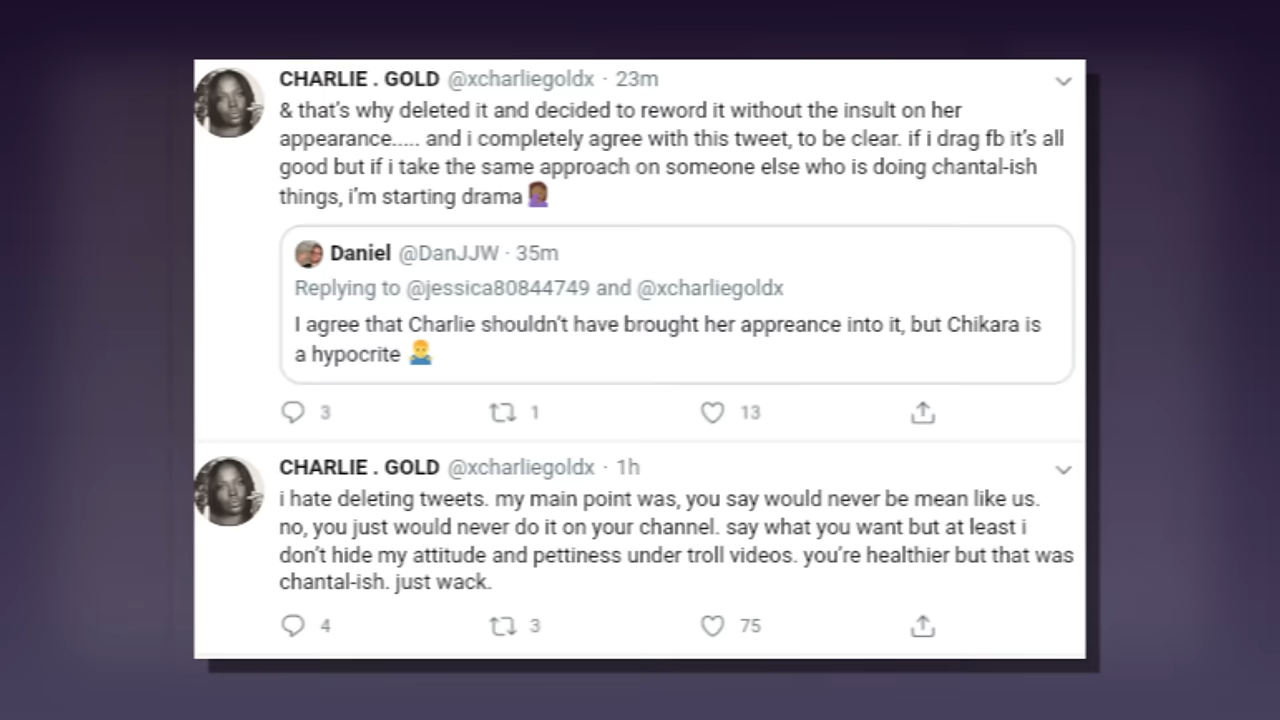 CHARLIE . GOLD @xcharliegoldx · 23m
& that's why deleted it and decided to reword it without the insult on her
appearance..... and i completely agree with this tweet, to be clear. if i drag fb it's all
good but if i take the same approach on someone else who is doing chantal-ish
things, i'm starting drama 🤦🏾‍♀️
Daniel @DanJJW · 35m
Replying to @jessica80844749 and @xcharliegoldx
I agree that Charlie shouldn't have brought her appreance into it, but Chikara is
a hypocrite 🤷‍♂️
3 1 13
CHARLIE . GOLD @xcharliegoldx · 1h
i hate deleting tweets. my main point was, you say would never be mean like us.
no, you just would never do it on your channel. say what you want but at least i
don't hide my attitude and pettiness under troll videos. you're healthier but that was
chantal-ish. just wack.
4 3 75